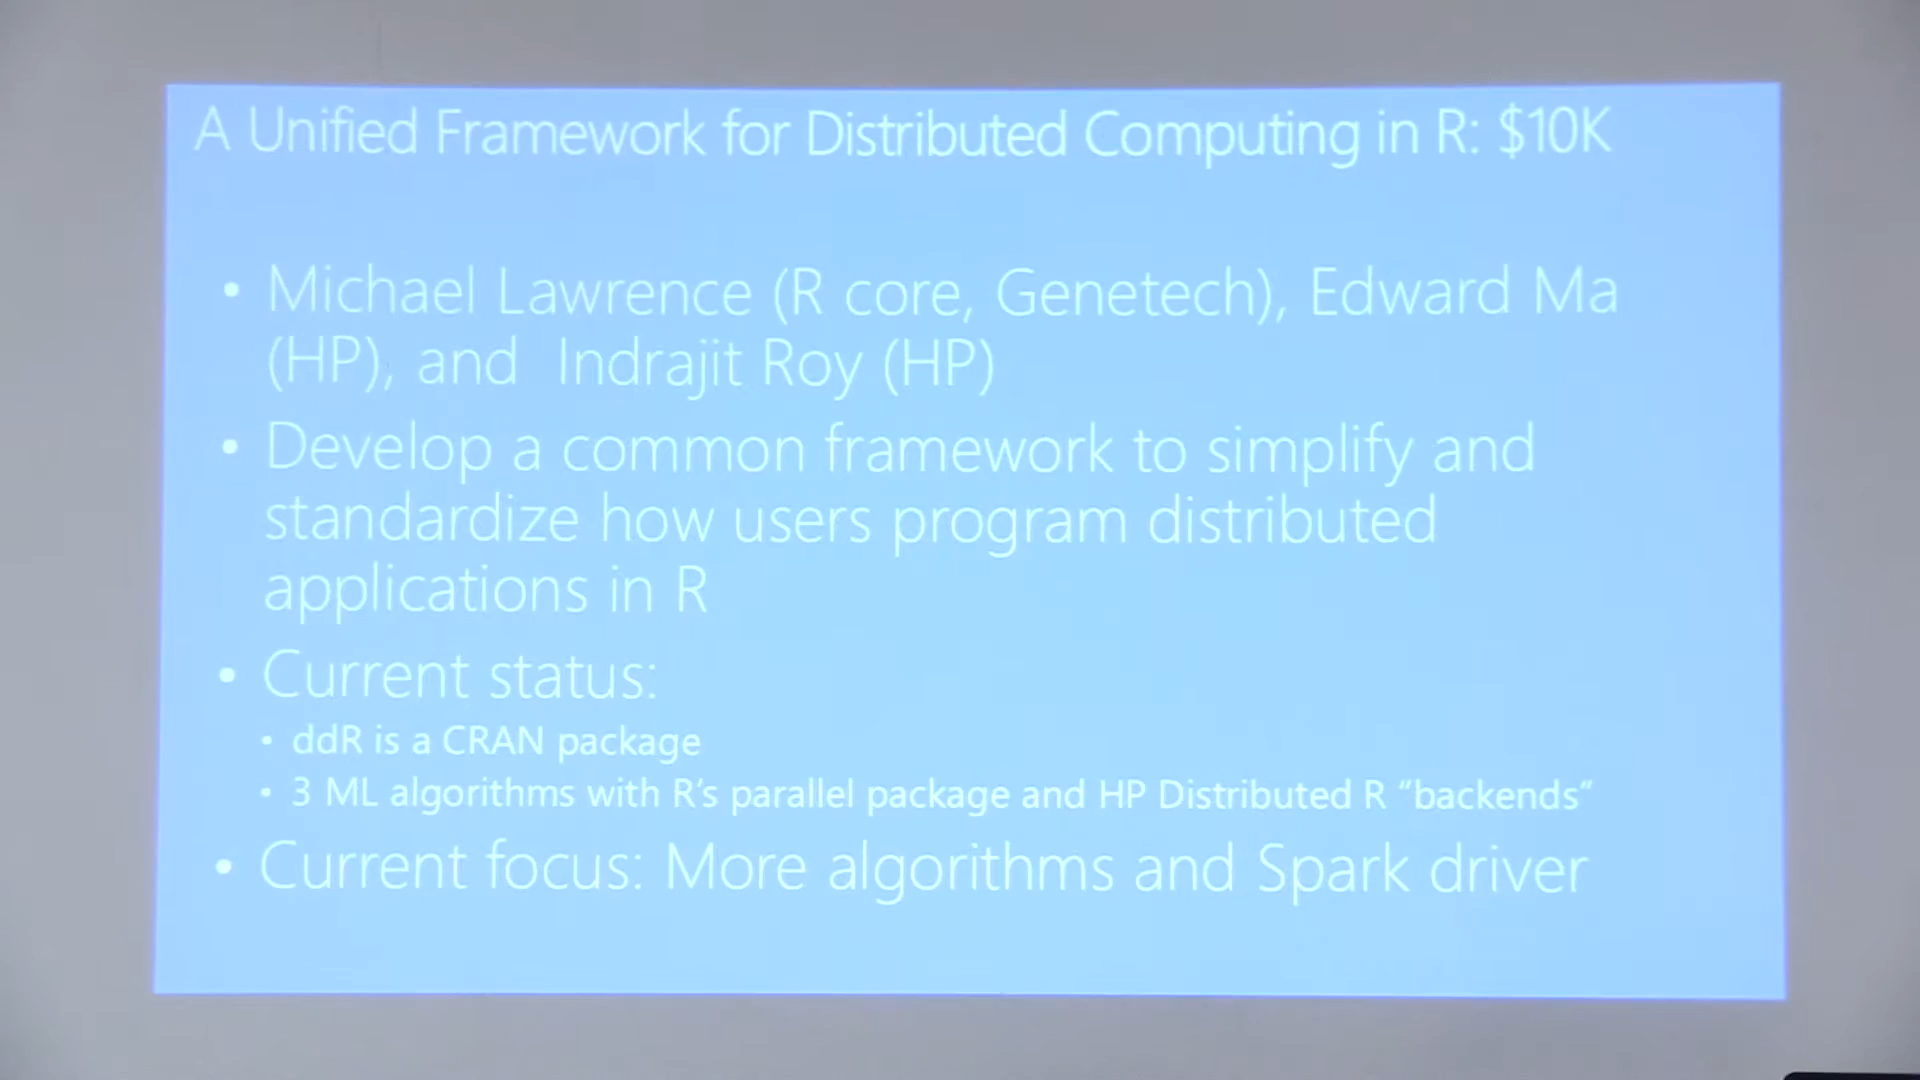 A Unified Framework for Distributed Computing in R: $10K
• Michael Lawrence (R core, Genetech), Edward Ma
(HP), and Indrajit Roy (HP)
• Develop a common framework to simplify and
standardize how users program distributed
applications in R
• Current status:
• ddR is a CRAN package
• 3 ML algorithms with R's parallel package and HP Distributed R “backends”
• Current focus: More algorithms and Spark driver